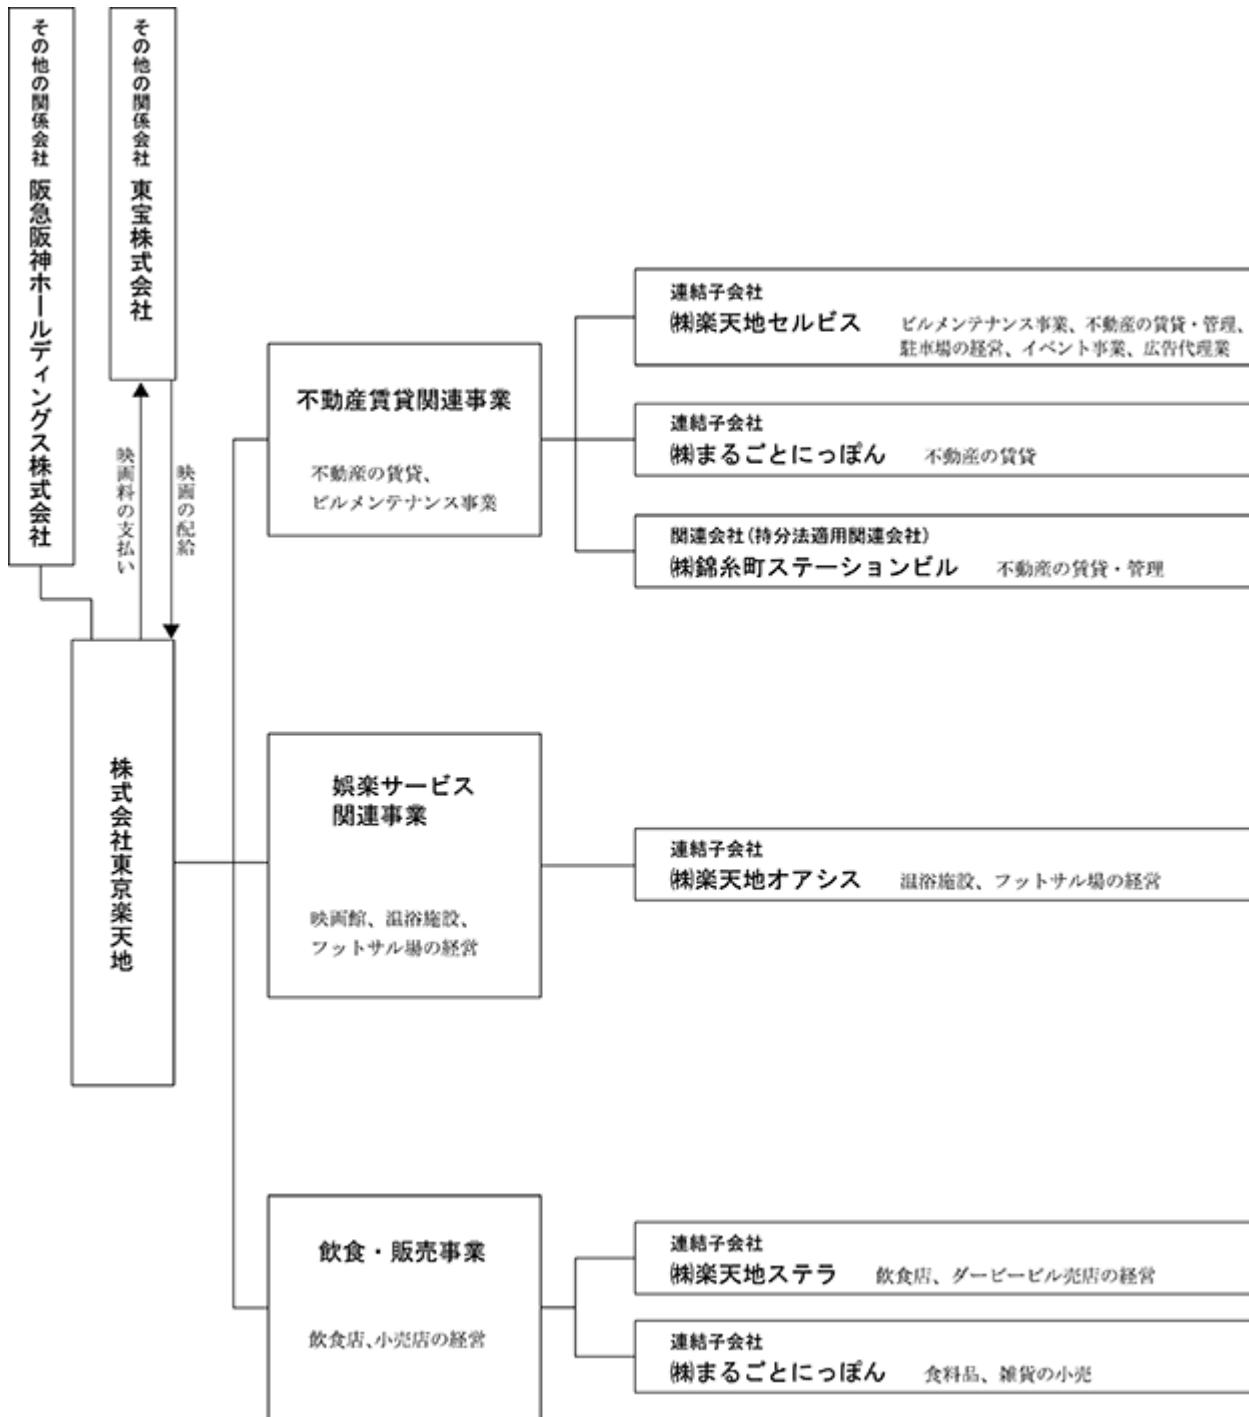 その他の関係会社 阪急阪神ホールディングス株式会社
その他の関係会社 東宝株式会社
映画料の支払い
映画の配給
株式会社東京楽天地
不動産賃貸関連事業
不動産の賃貸、
ビルメンテナンス事業
連結子会社
㈱楽天地セルビス ビルメンテナンス事業、不動産の賃貸・管理、
駐車場の経営、イベント事業、広告代理業
連結子会社
㈱まるごとにっぽん 不動産の賃貸
関連会社(持分法適用関連会社)
㈱錦糸町ステーションビル 不動産の賃貸・管理
娯楽サービス
関連事業
映画館、温浴施設、
フットサル場の経営
連結子会社
㈱楽天地オアシス 温浴施設、フットサル場の経営
飲食・販売事業
飲食店、小売店の経営
連結子会社
㈱楽天地ステラ 飲食店、ダービービル売店の経営
連結子会社
㈱まるごとにっぽん 食料品、雑貨の小売